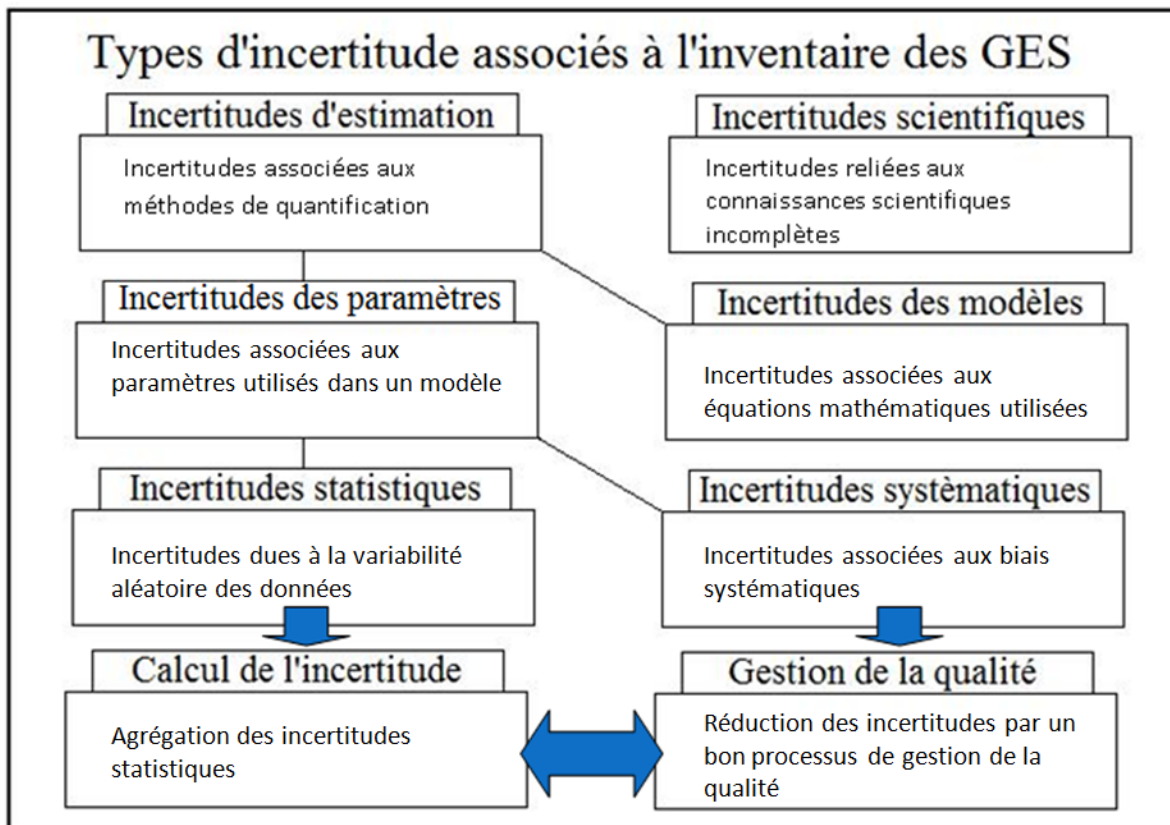 Types d'incertitude associés à l'inventaire des GES
Incertitudes d'estimation
Incertitudes associées aux
méthodes de quantification
Incertitudes scientifiques
Incertitudes reliées aux
connaissances scientifiques
incomplètes
Incertitudes des paramètres
Incertitudes associées aux
paramètres utilisés dans un modèle
Incertitudes des modèles
Incertitudes associées aux
équations mathématiques utilisées
Incertitudes statistiques
Incertitudes dues à la variabilité
aléatoire des données
Incertitudes systèmatiques
Incertitudes associées aux biais
systématiques
Calcul de l'incertitude
Agrégation des incertitudes
statistiques
Gestion de la qualité
Réduction des incertitudes par un
bon processus de gestion de la
qualité